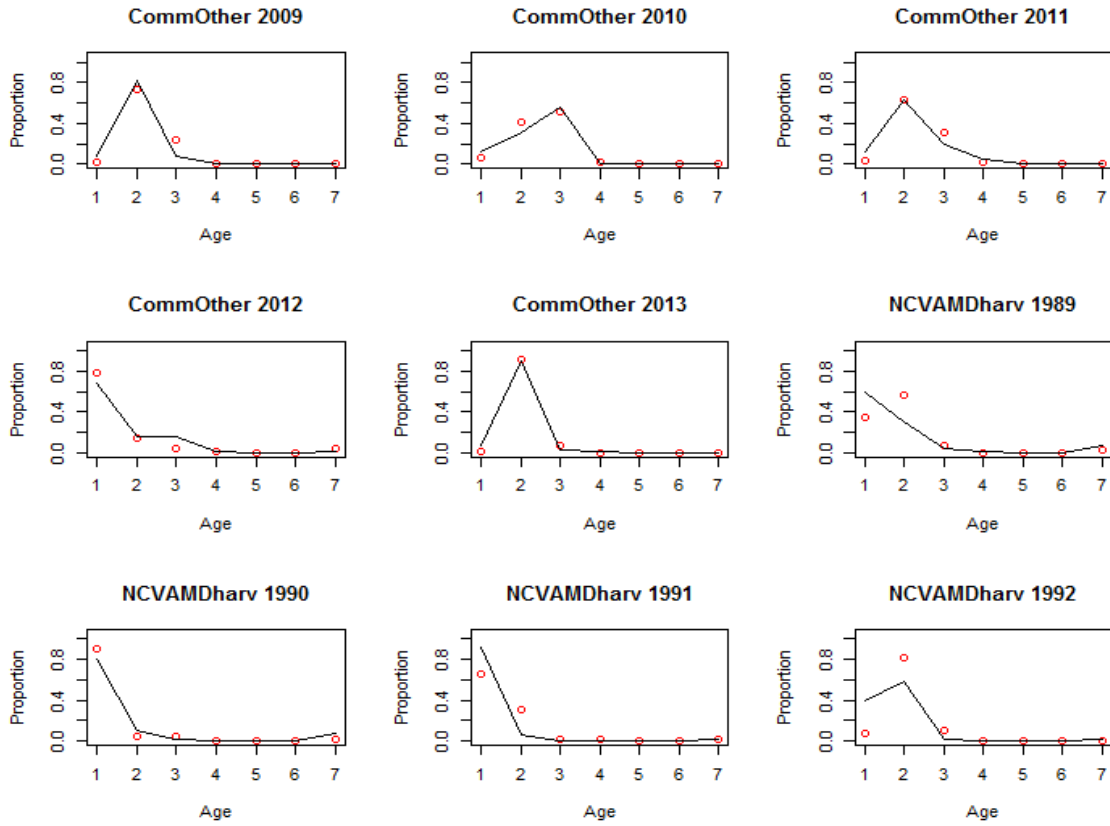 CommOther 2009
CommOther 2010
CommOther 2011
Proportion
0.0 0.4 0.8
1 2 3 4 5 6 7
Age
Proportion
0.0 0.4 0.8
1 2 3 4 5 6 7
Age
Proportion
0.0 0.4 0.8
1 2 3 4 5 6 7
Age
CommOther 2012
CommOther 2013
NCVAMDharv 1989
Proportion
0.0 0.4 0.8
1 2 3 4 5 6 7
Age
Proportion
0.0 0.4 0.8
1 2 3 4 5 6 7
Age
Proportion
0.0 0.4 0.8
1 2 3 4 5 6 7
Age
NCVAMDharv 1990
NCVAMDharv 1991
NCVAMDharv 1992
Proportion
0.0 0.4 0.8
1 2 3 4 5 6 7
Age
Proportion
0.0 0.4 0.8
1 2 3 4 5 6 7
Age
Proportion
0.0 0.4 0.8
1 2 3 4 5 6 7
Age